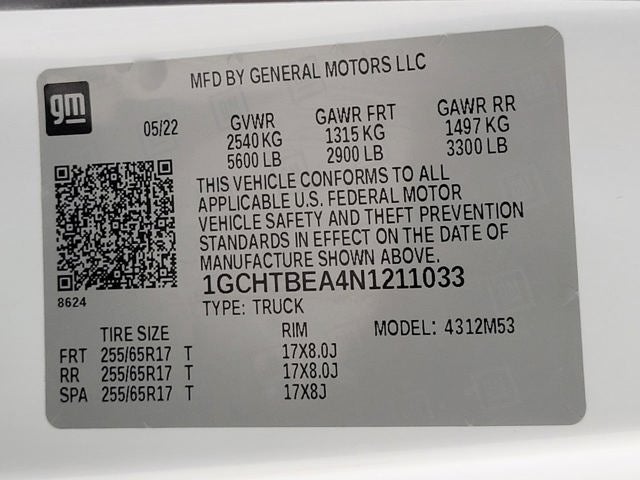 MFD BY GENERAL MOTORS LLC
gm
05/22
GVWR GAWR FRT GAWR RR
2540 KG 1315 KG 1497 KG
5600 LB 2900 LB 3300 LB
THIS VEHICLE CONFORMS TO ALL
APPLICABLE U.S. FEDERAL MOTOR
VEHICLE SAFETY AND THEFT PREVENTION
STANDARDS IN EFFECT ON THE DATE OF
MANUFACTURE SHOWN ABOVE.
1GCHTBEA4N1211033
8624
TYPE: TRUCK
TIRE SIZE RIM MODEL: 4312M53
FRT 255/65R17 T 17X8.0J
RR 255/65R17 T 17X8.0J
SPA 255/65R17 T 17X8J